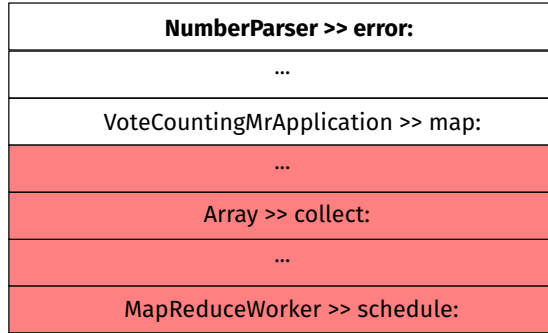 NumberParser >> error:
...
VoteCountingMrApplication >> map:
...
Array >> collect:
...
MapReduceWorker >> schedule: